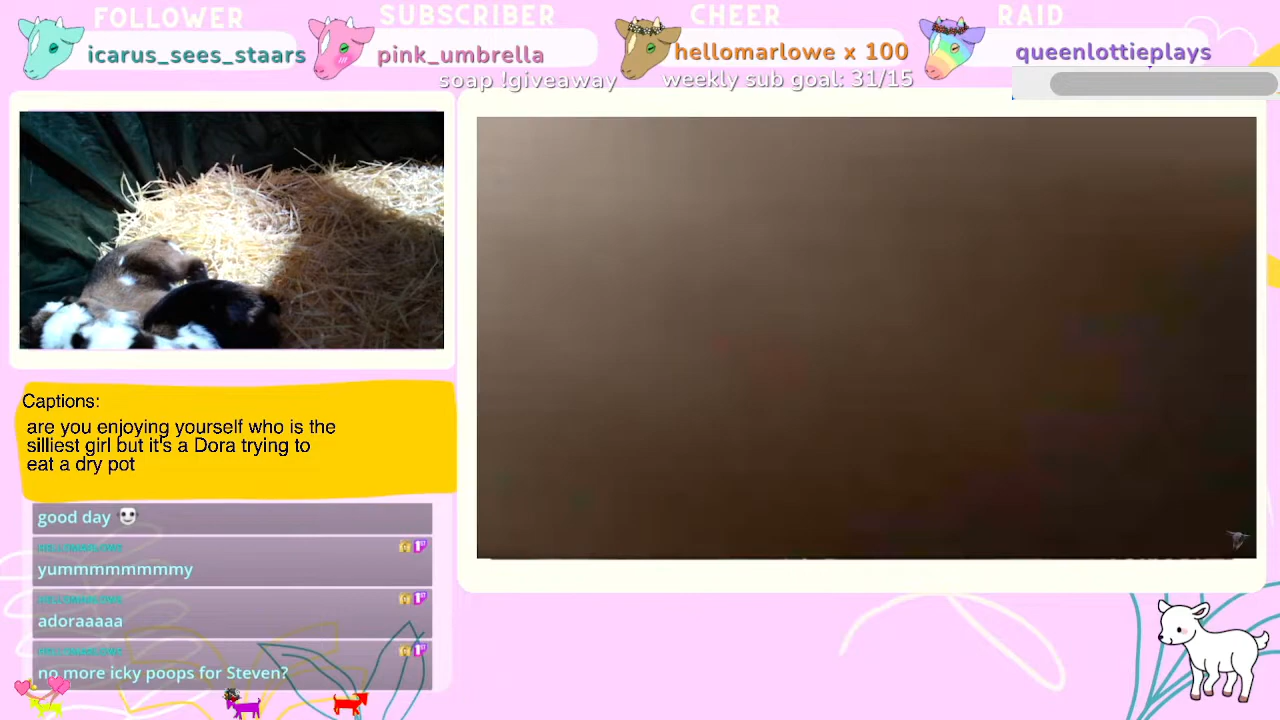 FOLLOWER
SUBSCRIBER
CHEER
RAID
icarus_sees_staars
pink_umbrella
hellomarlowe x 100
queenlottieplays
soap !giveaway
weekly sub goal: 31/15
Captions:
are you enjoying yourself who is the
silliest girl but it's a Dora trying to
eat a dry pot
good day
yummmmmmmmy
adoraaaaa
no more icky poops for Steven?